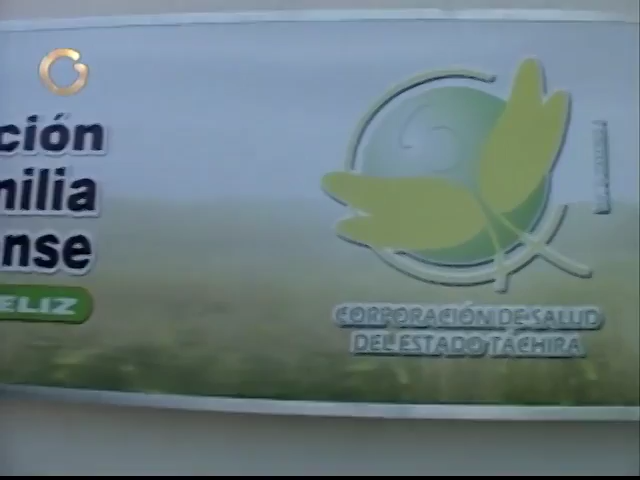 ción
milia
nse
ELIZ
CORPORACIÓN DE SALUD
DEL ESTADO TÁCHIRA